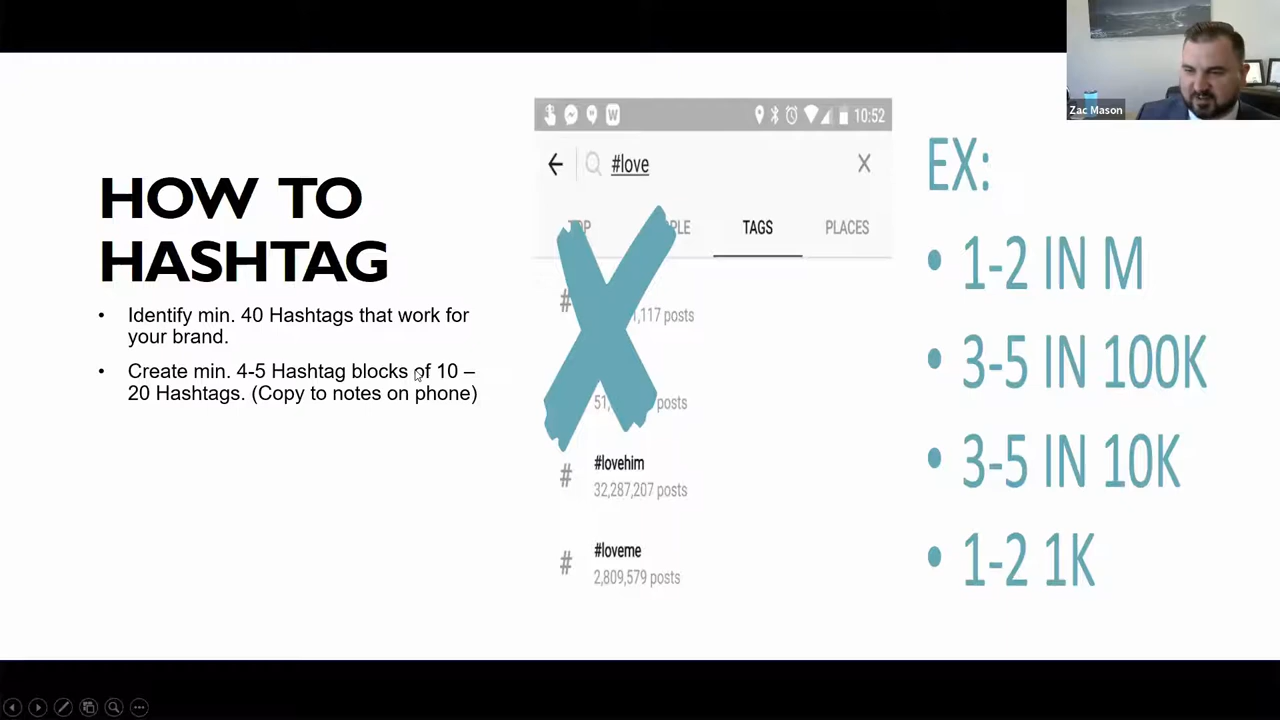 Zac Mason
HOW TO
HASHTAG
• Identify min. 40 Hashtags that work for
your brand.
• Create min. 4-5 Hashtag blocks of 10 –
20 Hashtags. (Copy to notes on phone)
W
10:52
#love
TAGS
PLACES
#
,117 posts
51,
posts
# #lovehim
32,287,207 posts
# #loveme
2,809,579 posts
EX:
• 1-2 IN M
• 3-5 IN 100K
• 3-5 IN 10K
• 1-2 1K